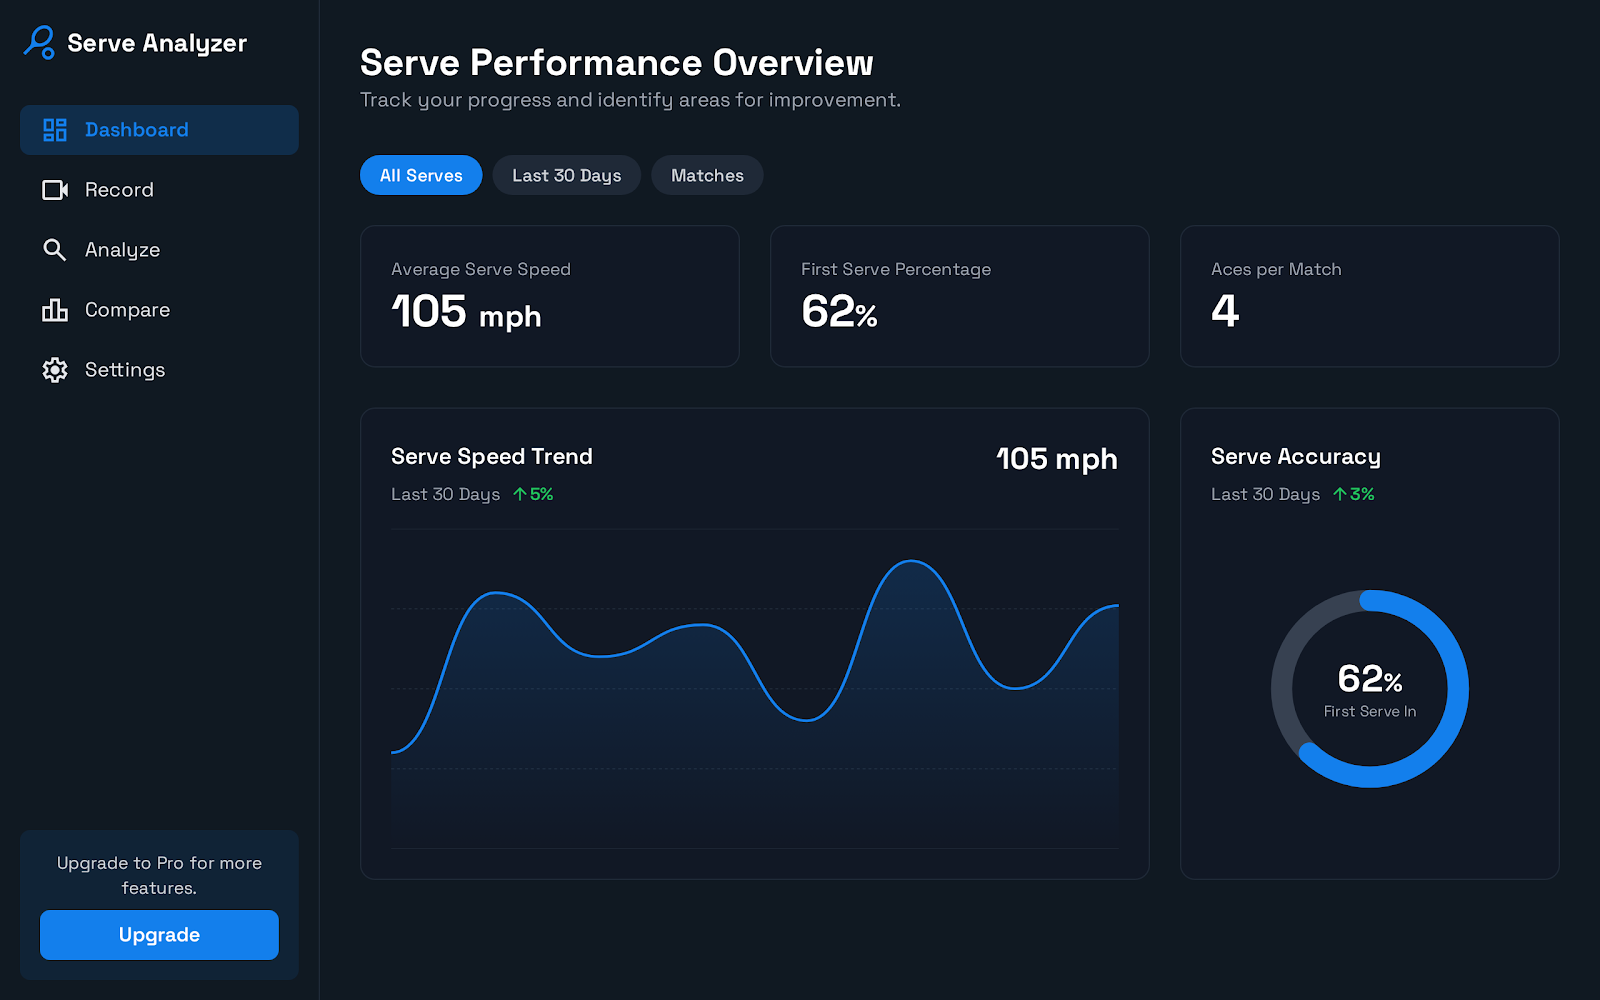 Serve Analyzer
Dashboard
Record
Analyze
Compare
Settings
Upgrade to Pro for more
features.
Upgrade
Serve Performance Overview
Track your progress and identify areas for improvement.
All Serves
Last 30 Days
Matches
Average Serve Speed
105 mph
First Serve Percentage
62%
Aces per Match
4
Serve Speed Trend
105 mph
Last 30 Days ↑5%
Serve Accuracy
Last 30 Days ↑3%
62%
First Serve In